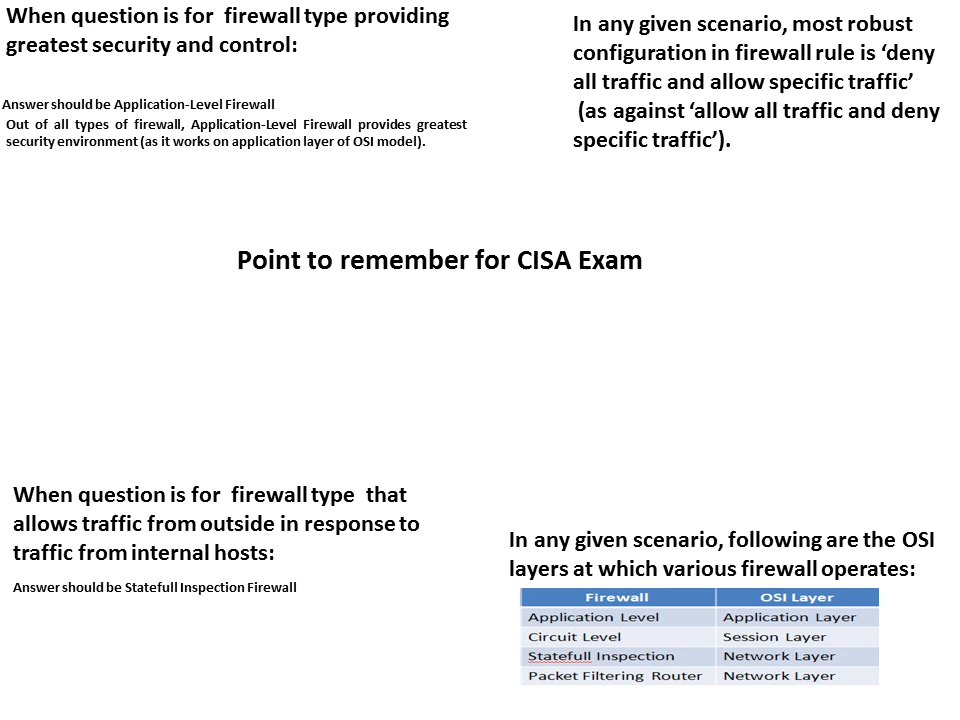 When question is for  firewall type providing
greatest security and control:
Answer should be Application-Level Firewall
Out of all types of firewall, Application-Level Firewall provides greatest
security environment (as it works on application layer of OSI model).
In any given scenario, most robust
configuration in firewall rule is ‘deny
all traffic and allow specific traffic’
(as against ‘allow all traffic and deny
specific traffic’).
Point to remember for CISA Exam
When question is for  firewall type  that
allows traffic from outside in response to
traffic from internal hosts:
Answer should be Statefull Inspection Firewall
In any given scenario, following are the OSI
layers at which various firewall operates:
Firewall OSI Layer
Application Level Application Layer
Circuit Level Session Layer
Statefull Inspection Network Layer
Packet Filtering Router Network Layer